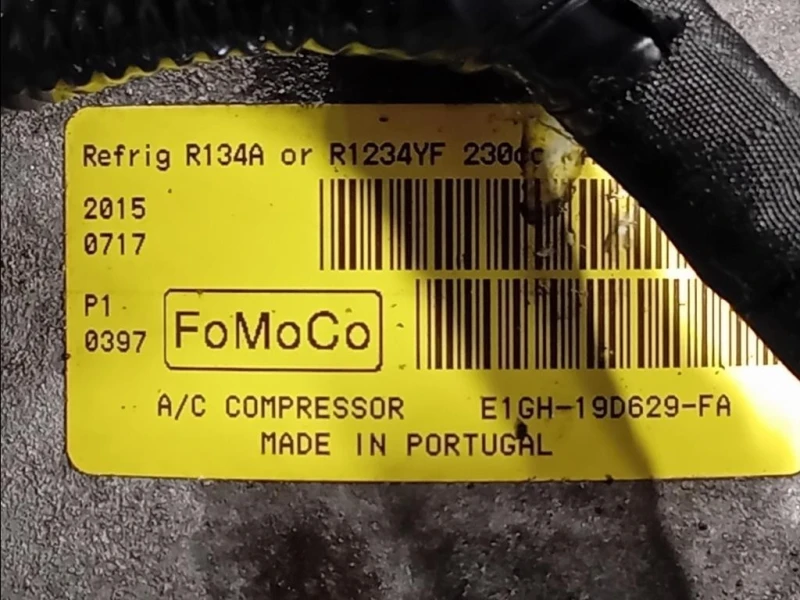 Refrig R134A or R1234YF 230cc
2015
0717
P1
0397
FoMoCo
A/C COMPRESSOR E1GH-19D629-FA
MADE IN PORTUGAL